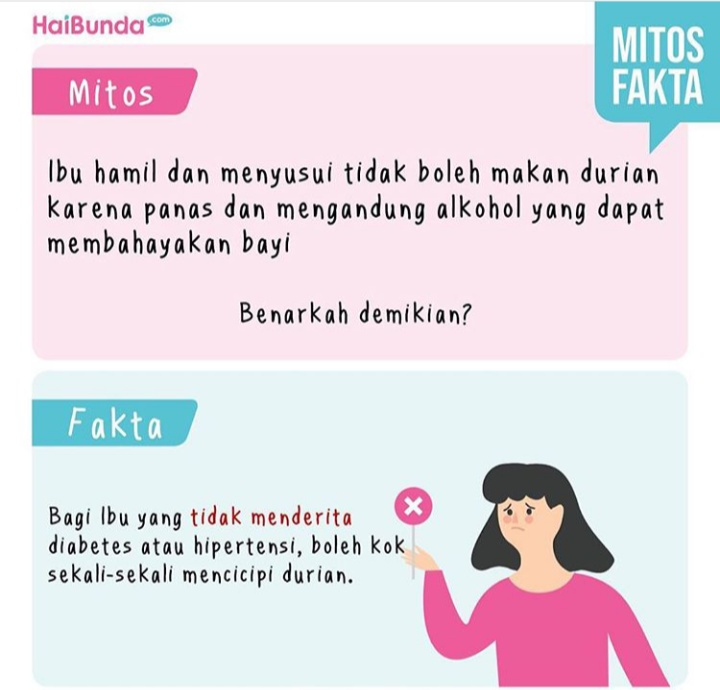 HaiBunda.com
MITOS
FAKTA
Mitos
Ibu hamil dan menyusui tidak boleh makan durian
karena panas dan mengandung alkohol yang dapat
membahayakan bayi
Benarkah demikian?
Fakta
Bagi Ibu yang tidak menderita
diabetes atau hipertensi, boleh kok
sekali-sekali mencicipi durian.